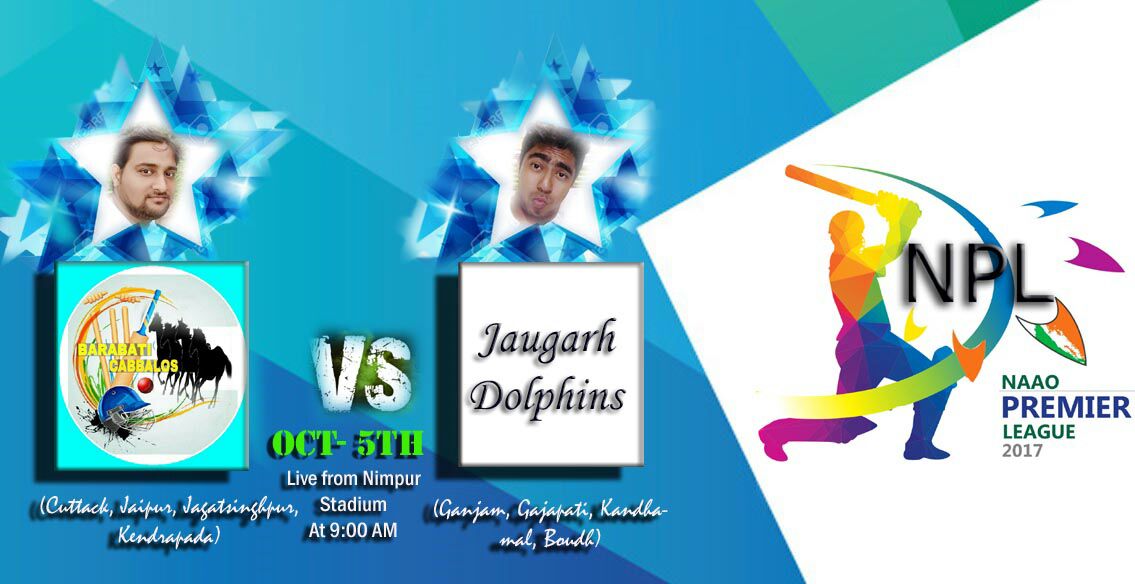 BARABATI
CABBALOS
(Cuttack, Jaipur, Jagatsinghpur,
Kendrapada)
VS
OCT- 5TH
Live from Nimpur
Stadium
At 9:00 AM
Jaugarh
Dolphins
(Ganjam, Gajapati, Kandha-
mal, Boudh)
NPL
NAAO
PREMIER
LEAGUE
2017